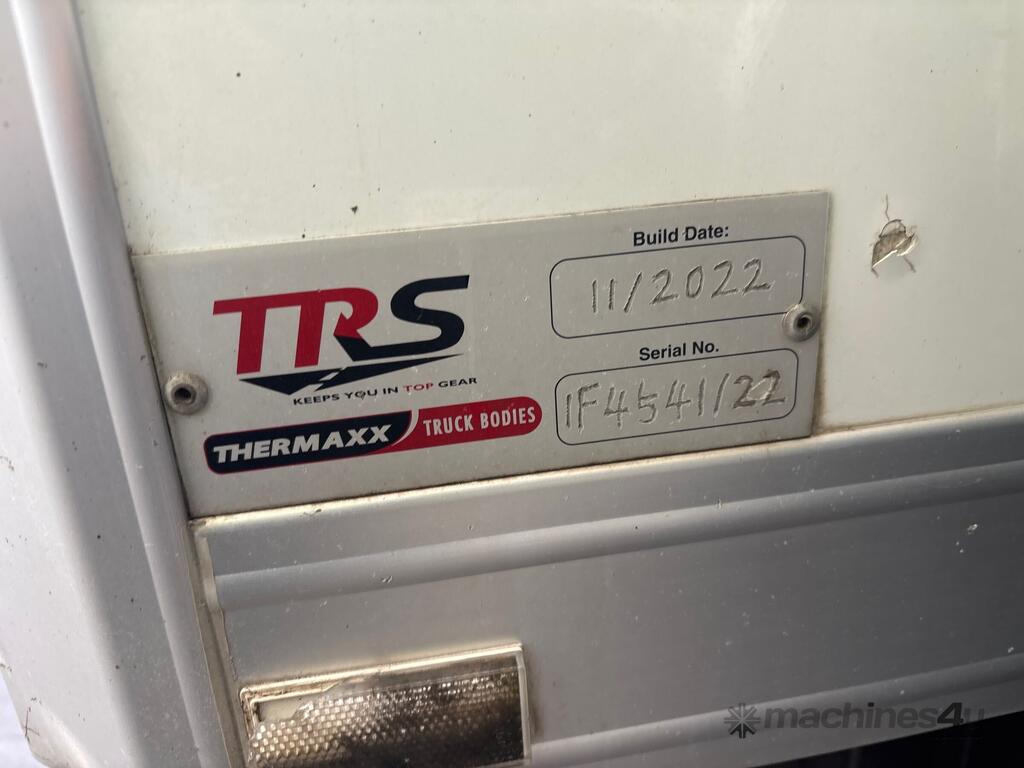 TRS
KEEPS YOU IN TOP GEAR
THERMAXX TRUCK BODIES
Build Date:
11/2022
Serial No.
1F4541/22
machines4u